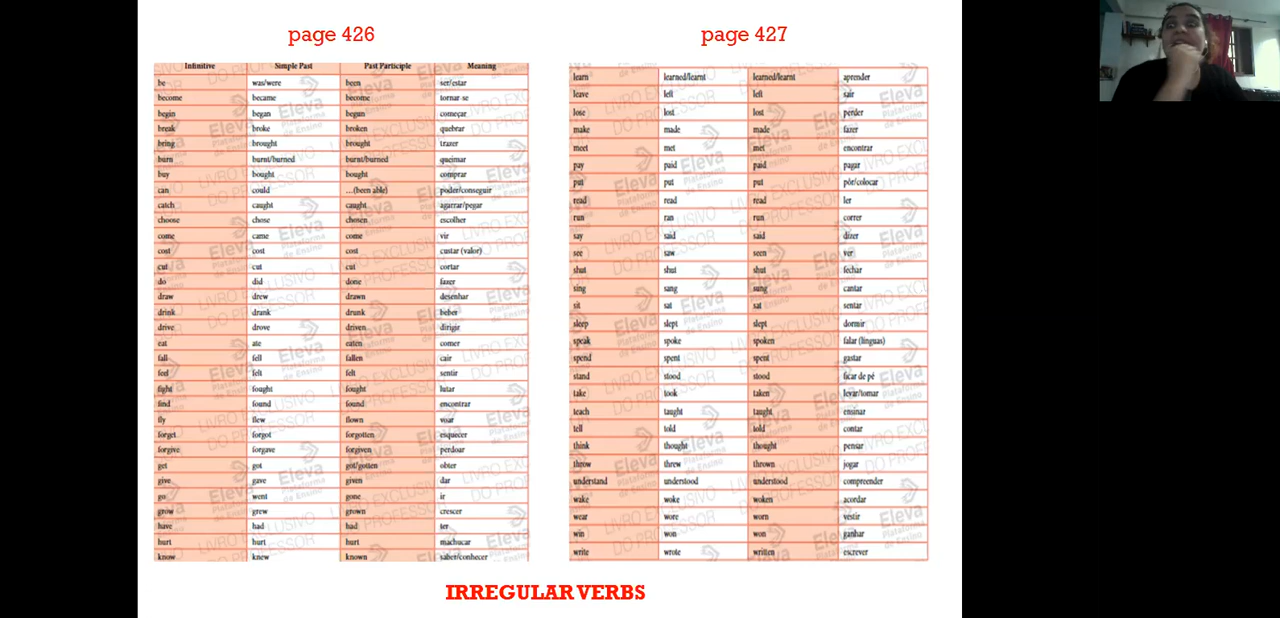 page 426
Infinitive Simple Past Past Participle Meaning
be was/were been ser/estar
become became become tornar-se
begin began begun começar
break broke broken quebrar
bring brought brought trazer
burn burnt/burned burnt/burned queimar
buy bought bought comprar
can could ...(been able) poder/conseguir
catch caught caught agarrar/pegar
choose chose chosen escolher
come came come vir
cost cost cost custar (valor)
cut cut cut cortar
do did done fazer
draw drew drawn desenhar
drink drank drunk beber
drive drove driven dirigir
eat ate eaten comer
fall fell fallen cair
feel felt felt sentir
fight fought fought lutar
find found found encontrar
fly flew flown voar
forget forgot forgotten esquecer
forgive forgave forgiven perdoar
get got got/gotten obter
give gave given dar
go went gone ir
grow grew grown crescer
have had had ter
hurt hurt hurt machucar
know knew known saber/conhecer
page 427
learn learned/learnt learned/learnt aprender
leave left left sair
lose lost lost perder
make made made fazer
meet met met encontrar
pay paid paid pagar
put put put pôr/colocar
read read read ler
run ran run correr
say said said dizer
see saw seen ver
shut shut shut fechar
sing sang sung cantar
sit sat sat sentar
sleep slept slept dormir
speak spoke spoken falar (línguas)
spend spent spent gastar
stand stood stood ficar de pé
take took taken levar/tomar
teach taught taught ensinar
tell told told contar
think thought thought pensar
throw threw thrown jogar
understand understood understood compreender
wake woke woken acordar
wear wore worn vestir
win won won ganhar
write wrote written escrever
IRREGULAR VERBS